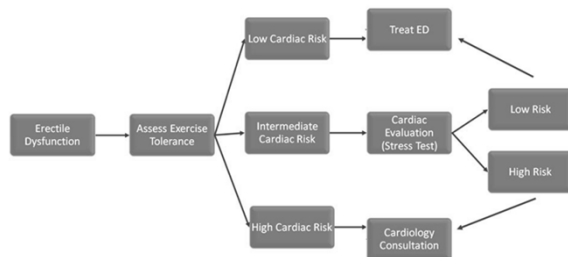 Erectile
Dysfunction
Assess Exercise
Tolerance
Low Cardiac Risk
Treat ED
Intermediate
Cardiac Risk
Cardiac
Evaluation
(Stress Test)
Low Risk
High Risk
High Cardiac Risk
Cardiology
Consultation